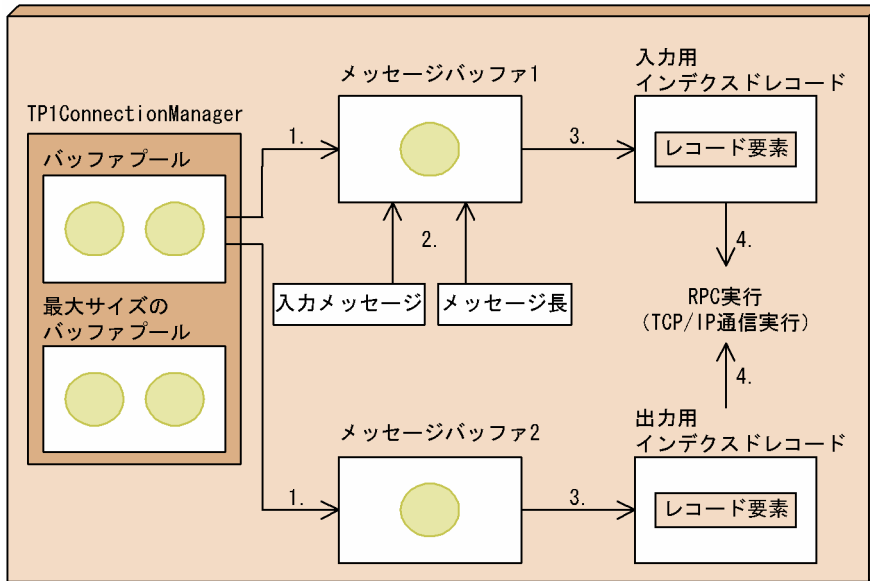 TP1ConnectionManager
バッファプール
最大サイズの
バッファプール
1.
メッセージバッファ1
2.
入力メッセージ
メッセージ長
3.
入力用
インデクスドレコード
レコード要素
4.
RPC実行
(TCP/IP通信実行)
4.
1.
メッセージバッファ2
3.
出力用
インデクスドレコード
レコード要素